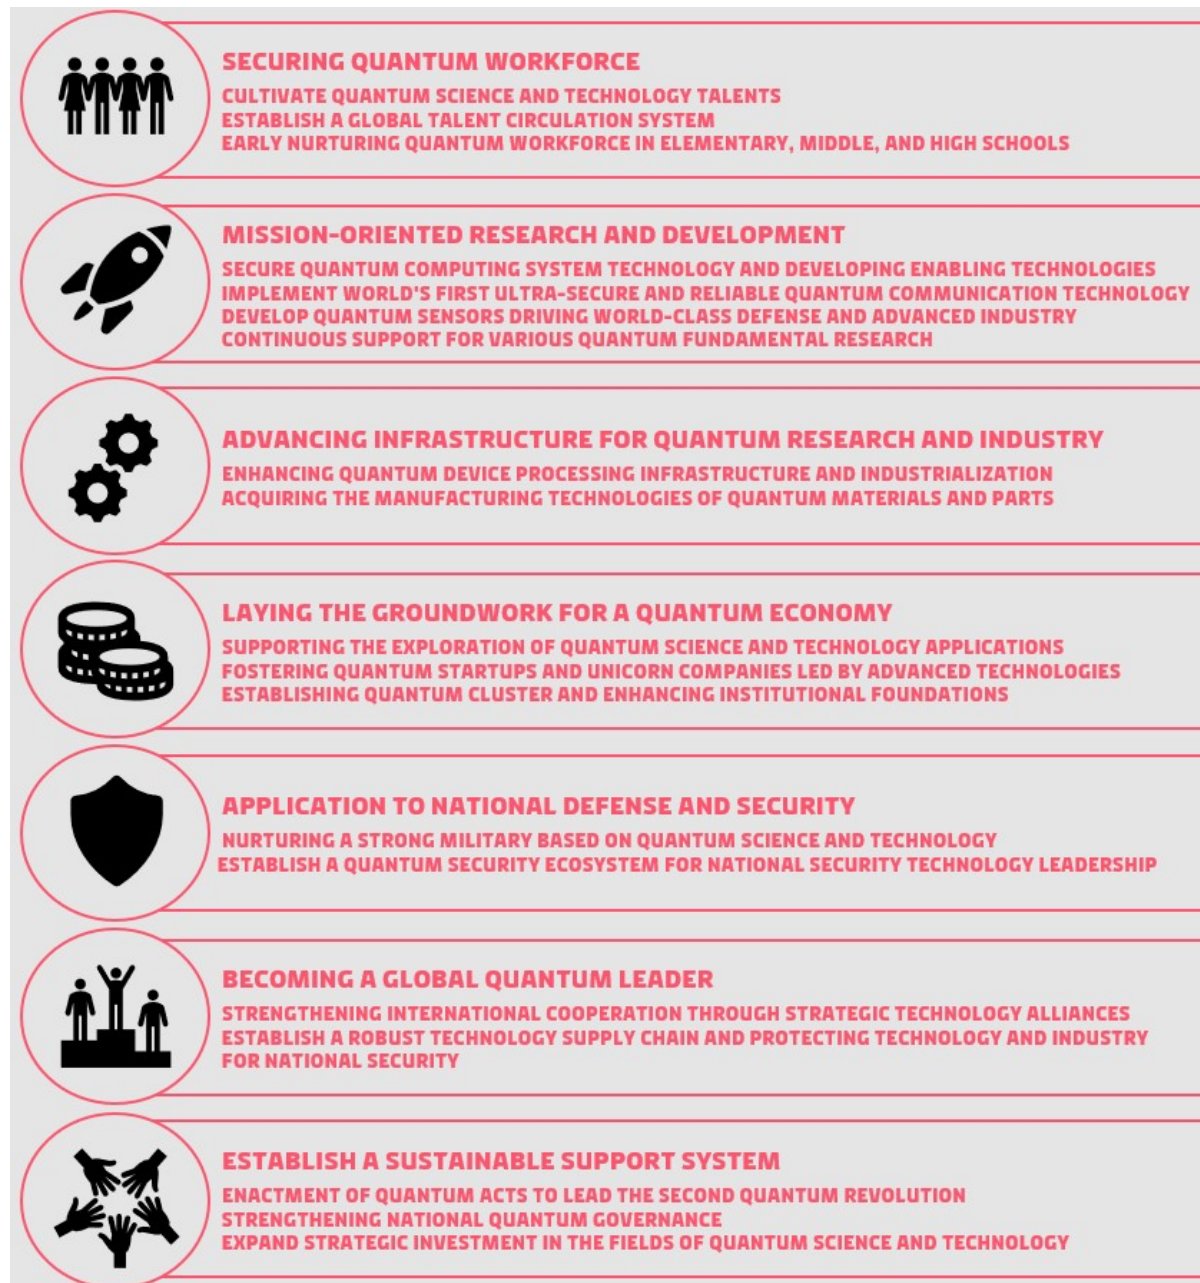 SECURING QUANTUM WORKFORCE
CULTIVATE QUANTUM SCIENCE AND TECHNOLOGY TALENTS
ESTABLISH A GLOBAL TALENT CIRCULATION SYSTEM
EARLY NURTURING QUANTUM WORKFORCE IN ELEMENTARY, MIDDLE, AND HIGH SCHOOLS
MISSION-ORIENTED RESEARCH AND DEVELOPMENT
SECURE QUANTUM COMPUTING SYSTEM TECHNOLOGY AND DEVELOPING ENABLING TECHNOLOGIES
IMPLEMENT WORLD'S FIRST ULTRA-SECURE AND RELIABLE QUANTUM COMMUNICATION TECHNOLOGY
DEVELOP QUANTUM SENSORS DRIVING WORLD-CLASS DEFENSE AND ADVANCED INDUSTRY
CONTINUOUS SUPPORT FOR VARIOUS QUANTUM FUNDAMENTAL RESEARCH
ADVANCING INFRASTRUCTURE FOR QUANTUM RESEARCH AND INDUSTRY
ENHANCING QUANTUM DEVICE PROCESSING INFRASTRUCTURE AND INDUSTRIALIZATION
ACQUIRING THE MANUFACTURING TECHNOLOGIES OF QUANTUM MATERIALS AND PARTS
LAYING THE GROUNDWORK FOR A QUANTUM ECONOMY
SUPPORTING THE EXPLORATION OF QUANTUM SCIENCE AND TECHNOLOGY APPLICATIONS
FOSTERING QUANTUM STARTUPS AND UNICORN COMPANIES LED BY ADVANCED TECHNOLOGIES
ESTABLISHING QUANTUM CLUSTER AND ENHANCING INSTITUTIONAL FOUNDATIONS
APPLICATION TO NATIONAL DEFENSE AND SECURITY
NURTURING A STRONG MILITARY BASED ON QUANTUM SCIENCE AND TECHNOLOGY
ESTABLISH A QUANTUM SECURITY ECOSYSTEM FOR NATIONAL SECURITY TECHNOLOGY LEADERSHIP
BECOMING A GLOBAL QUANTUM LEADER
STRENGTHENING INTERNATIONAL COOPERATION THROUGH STRATEGIC TECHNOLOGY ALLIANCES
ESTABLISH A ROBUST TECHNOLOGY SUPPLY CHAIN AND PROTECTING TECHNOLOGY AND INDUSTRY
FOR NATIONAL SECURITY
ESTABLISH A SUSTAINABLE SUPPORT SYSTEM
ENACTMENT OF QUANTUM ACTS TO LEAD THE SECOND QUANTUM REVOLUTION
STRENGTHENING NATIONAL QUANTUM GOVERNANCE
EXPAND STRATEGIC INVESTMENT IN THE FIELDS OF QUANTUM SCIENCE AND TECHNOLOGY